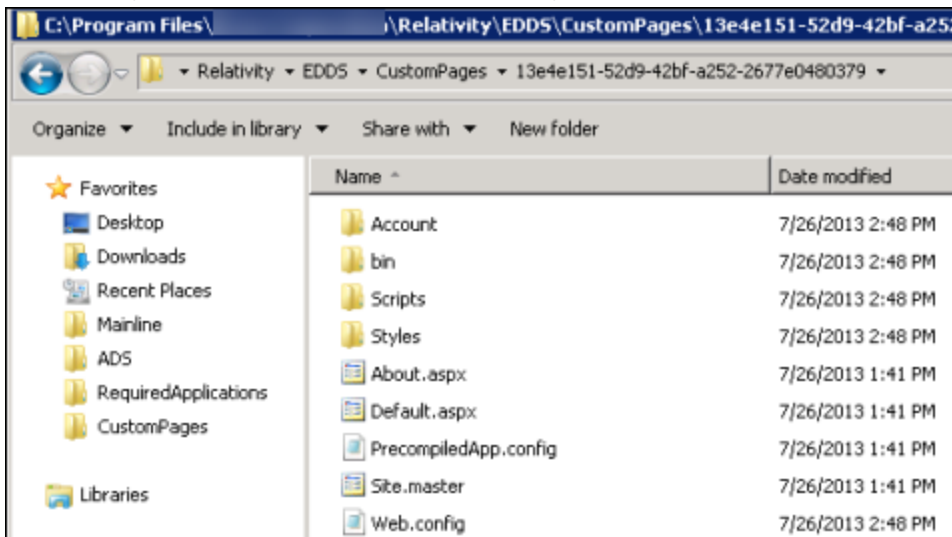 C:\Program Files\ \Relativity\EDDS\CustomPages\13e4e151-52d9-42bf-a252
Relativity EDDS CustomPages 13e4e151-52d9-42bf-a252-2677e0480379
Organize Include in library Share with New folder
Favorites
Desktop
Downloads
Recent Places
Mainline
ADS
RequiredApplications
CustomPages
Libraries
Name Date modified
Account 7/26/2013 2:48 PM
bin 7/26/2013 2:48 PM
Scripts 7/26/2013 2:48 PM
Styles 7/26/2013 2:48 PM
About.aspx 7/26/2013 1:41 PM
Default.aspx 7/26/2013 1:41 PM
PrecompiledApp.config 7/26/2013 1:41 PM
Site.master 7/26/2013 1:41 PM
Web.config 7/26/2013 2:48 PM